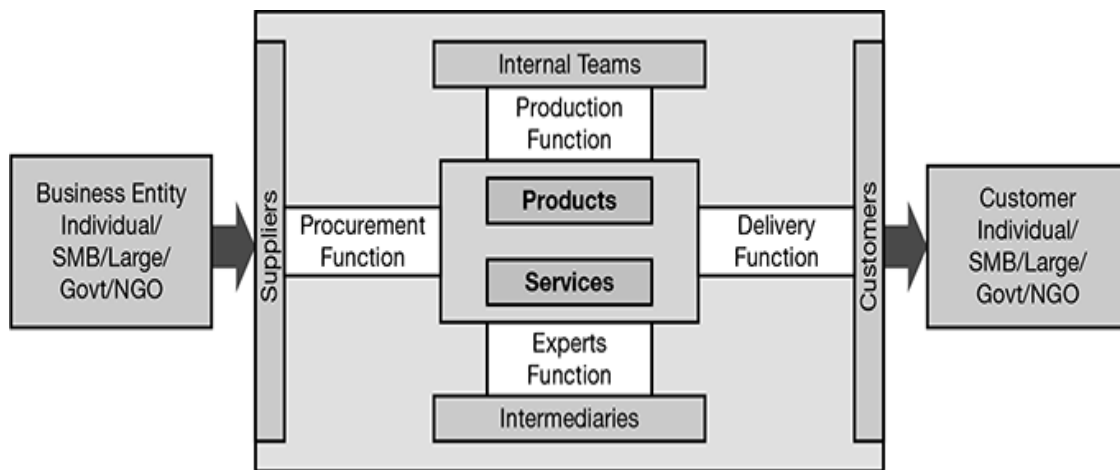 Business Entity
Individual/
SMB/Large/
Govt/NGO
Suppliers
Procurement
Function
Internal Teams
Production
Function
Products
Services
Experts
Function
Intermediaries
Delivery
Function
Customers
Customer
Individual/
SMB/Large/
Govt/NGO